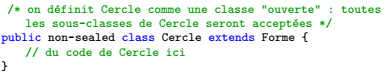 /* on définit Cercle comme une classe "ouverte" : toutes
les sous-classes de Cercle seront acceptées */
public non-sealed class Cercle extends Forme {
// du code de Cercle ici
}